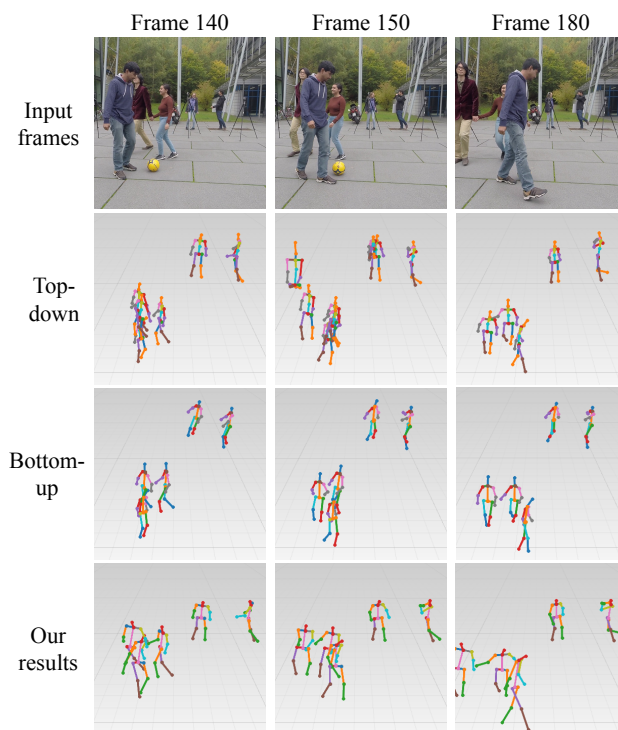 Frame 140 Frame 150 Frame 180
Input
frames
Top-
down
Bottom-
up
Our
results